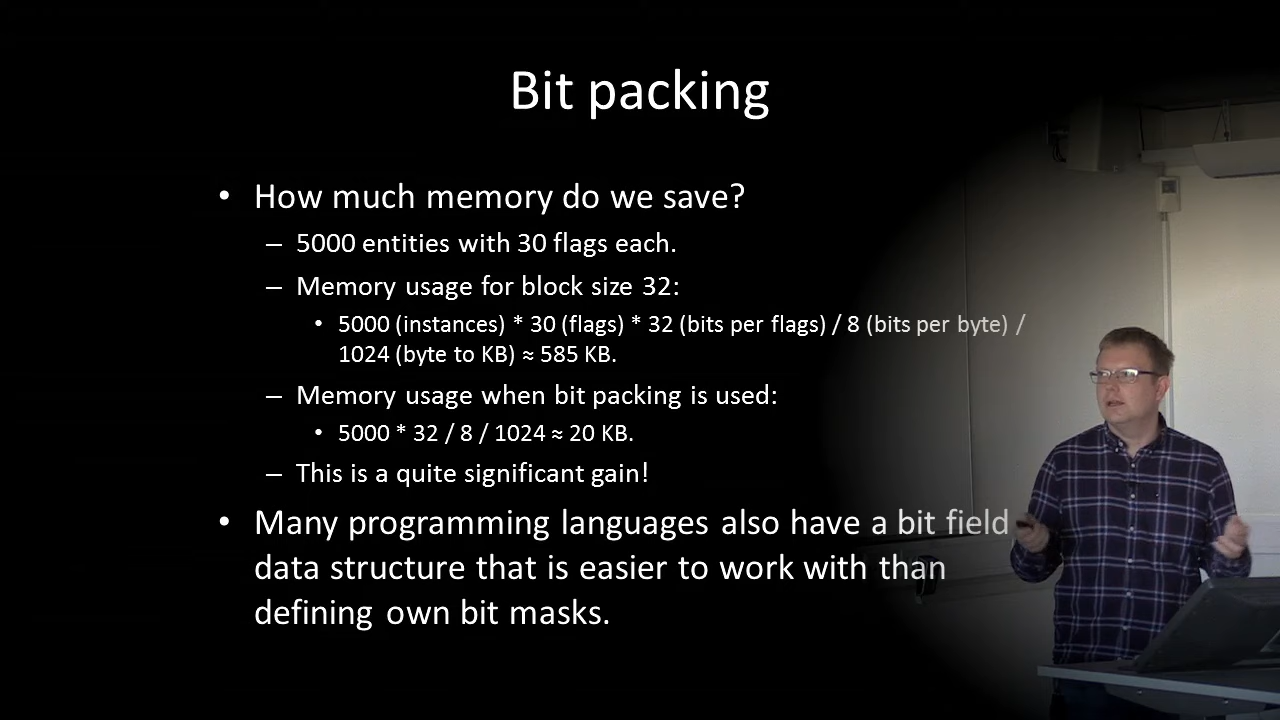 Bit packing
• How much memory do we save?
– 5000 entities with 30 flags each.
– Memory usage for block size 32:
• 5000 (instances) * 30 (flags) * 32 (bits per flags) / 8 (bits per byte) /
1024 (byte to KB) ≈ 585 KB.
– Memory usage when bit packing is used:
• 5000 * 32 / 8 / 1024 ≈ 20 KB.
– This is a quite significant gain!
• Many programming languages also have a bit field
data structure that is easier to work with than
defining own bit masks.